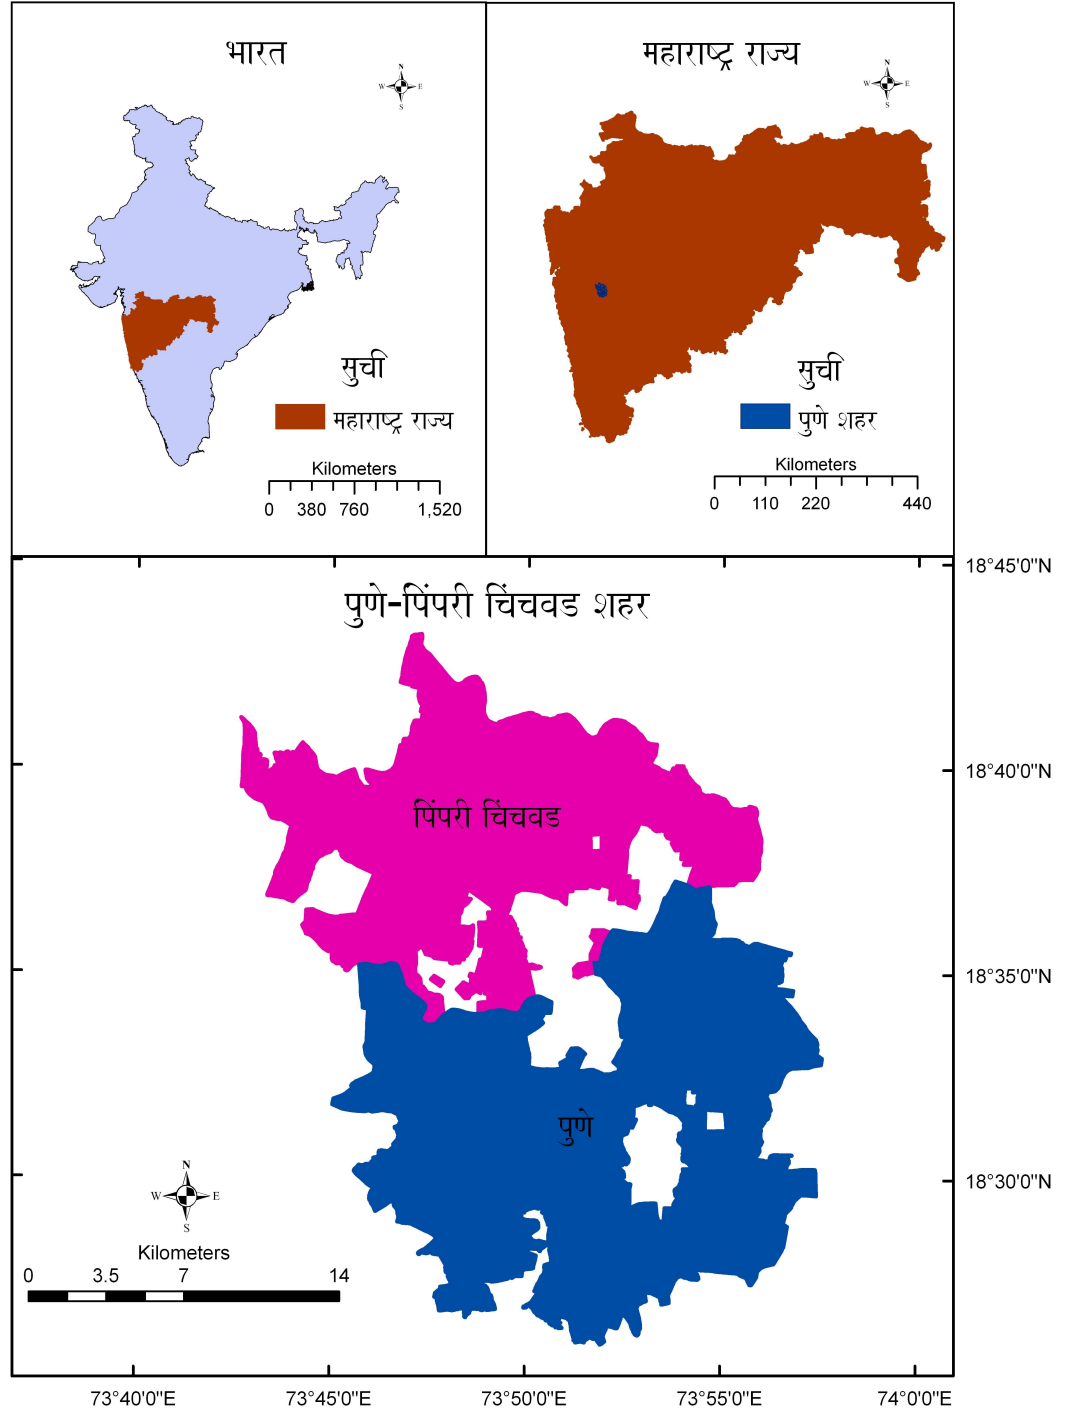 भारत
N
W E
S
सुची
महाराष्ट्र राज्य
Kilometers
0 380 760 1,520
महाराष्ट्र राज्य
N
W E
S
सुची
पुणे शहर
Kilometers
0 110 220 440
पुणे-पिंपरी चिंचवड शहर
पिंपरी चिंचवड
पुणे
N
W E
S
Kilometers
0 3.5 7 14
18°45'0"N
18°40'0"N
18°35'0"N
18°30'0"N
73°40'0"E 73°45'0"E 73°50'0"E 73°55'0"E 74°0'0"E